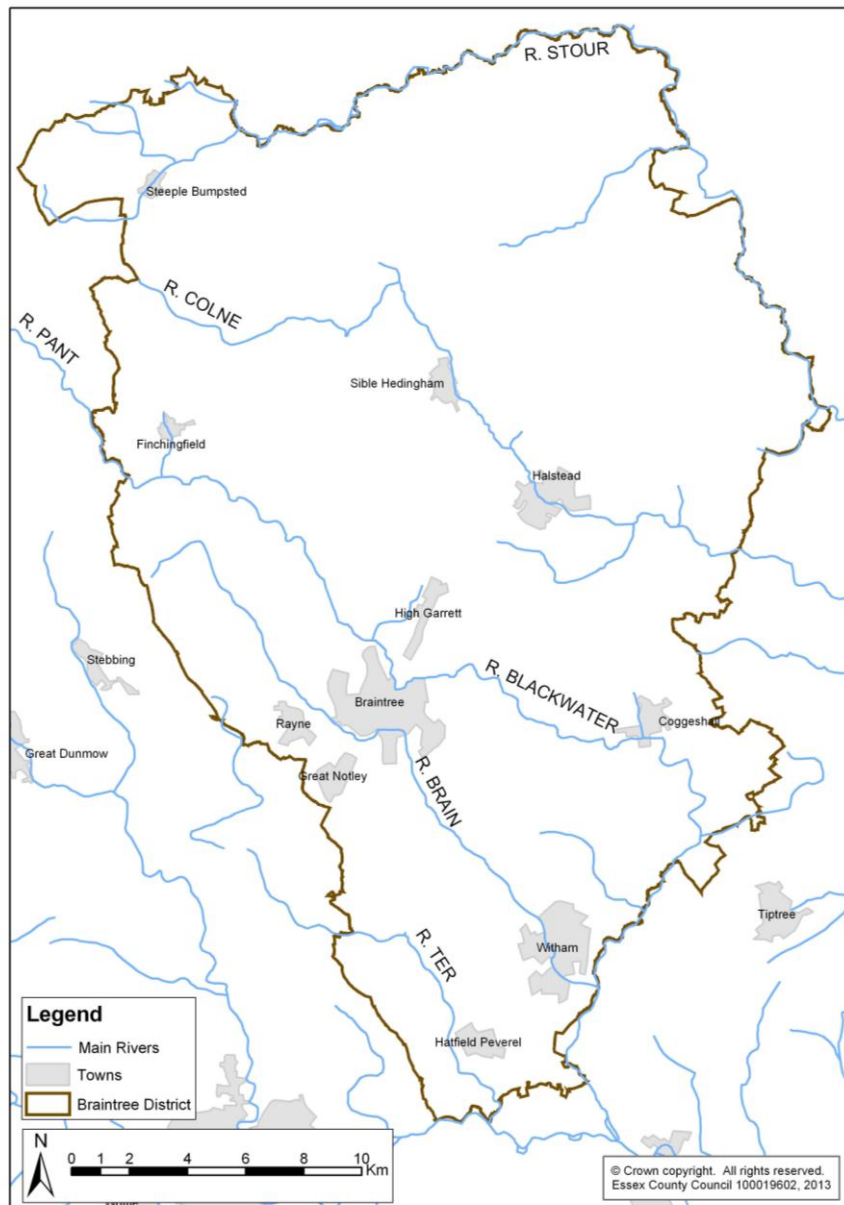 R. STOUR
Steeple Bumpsted
R. COLNE
R. PANT
Sible Hedingham
Finchingfield
Halstead
High Garrett
Stebbing
R. BLACKWATER
Braintree
Rayne
Coggeshall
Great Dunmow
Great Notley
R. BRAIN
Tiptree
R. TER
Witham
Hatfield Peverel
Legend
Main Rivers
Towns
Braintree District
N
0 1 2 4 6 8 10
Km
© Crown copyright. All rights reserved.
Essex County Council 100019602, 2013